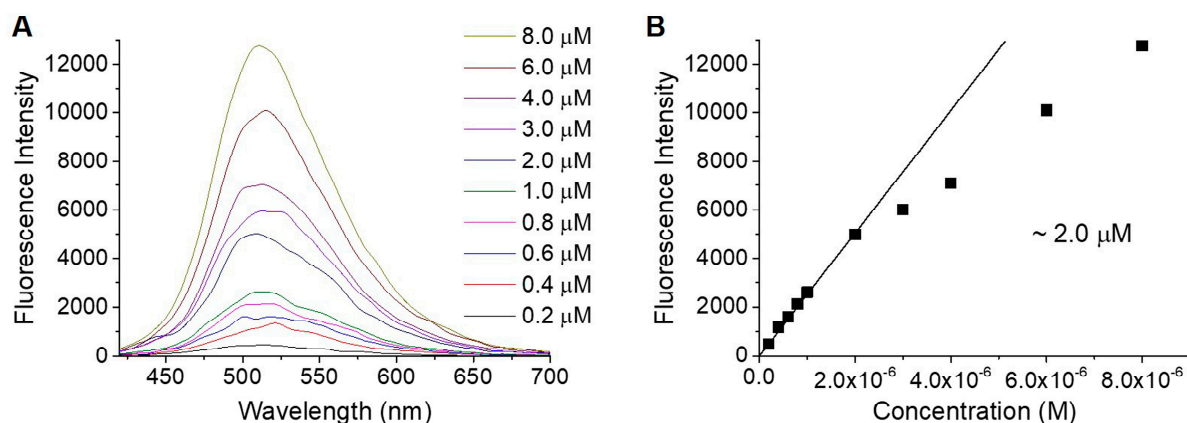 A
Fluorescence Intensity
12000
10000
8000
6000
4000
2000
0
450
500
550
600
650
700
Wavelength (nm)
8.0 μM
6.0 μM
4.0 μM
3.0 μM
2.0 μM
1.0 μM
0.8 μM
0.6 μM
0.4 μM
0.2 μM
B
Fluorescence Intensity
12000
10000
8000
6000
4000
2000
0
0.0
2.0x10⁻⁶
4.0x10⁻⁶
6.0x10⁻⁶
8.0x10⁻⁶
Concentration (M)
~ 2.0 μM